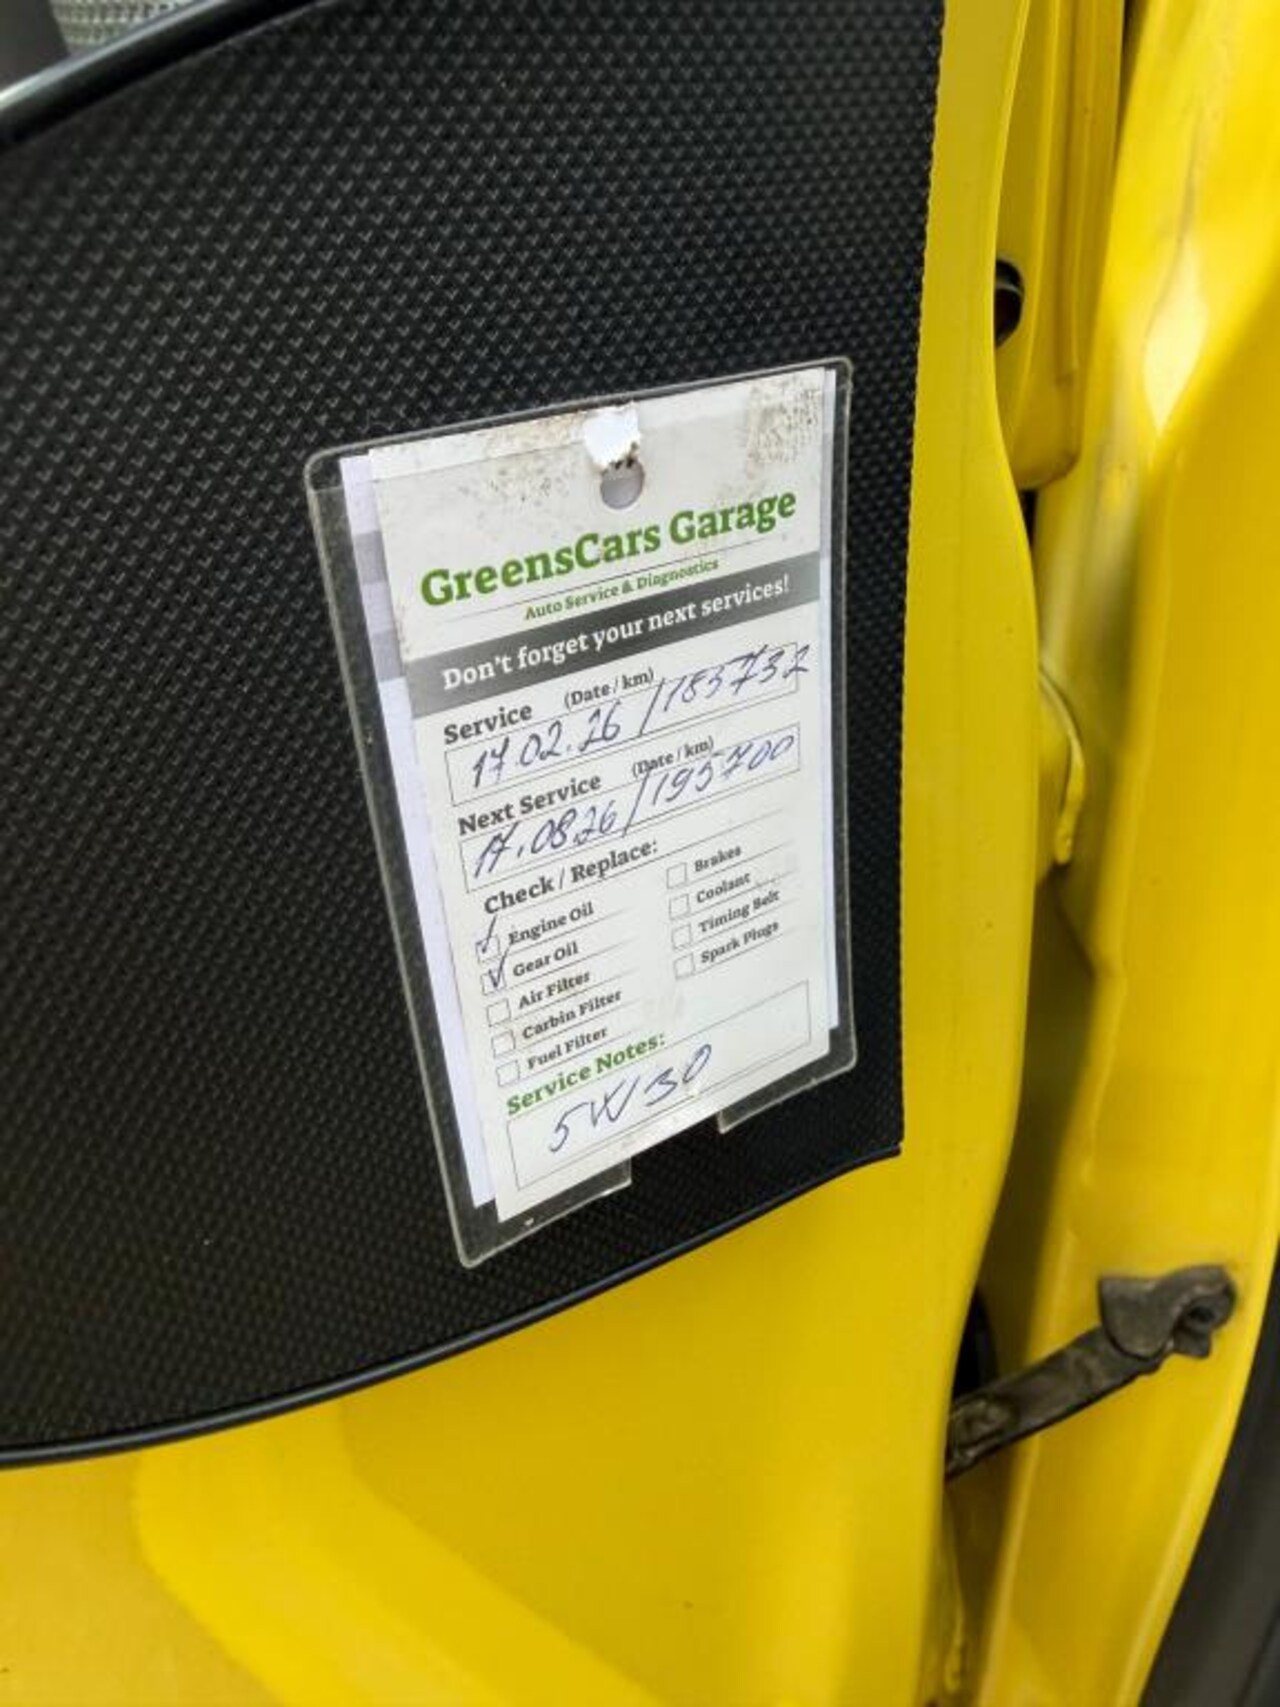 GreensCars Garage
Auto Service & Diagnostics
Don't forget your next services!
Service (Date / km)
17.02.26 / 185732
Next Service (Date / km)
17.08.26 / 195700
Check / Replace:
Engine Oil
Gear Oil
Air Filter
Carbin Filter
Fuel Filter
Brakes
Coolant
Timing Belt
Spark Plugs
Service Notes:
5W30